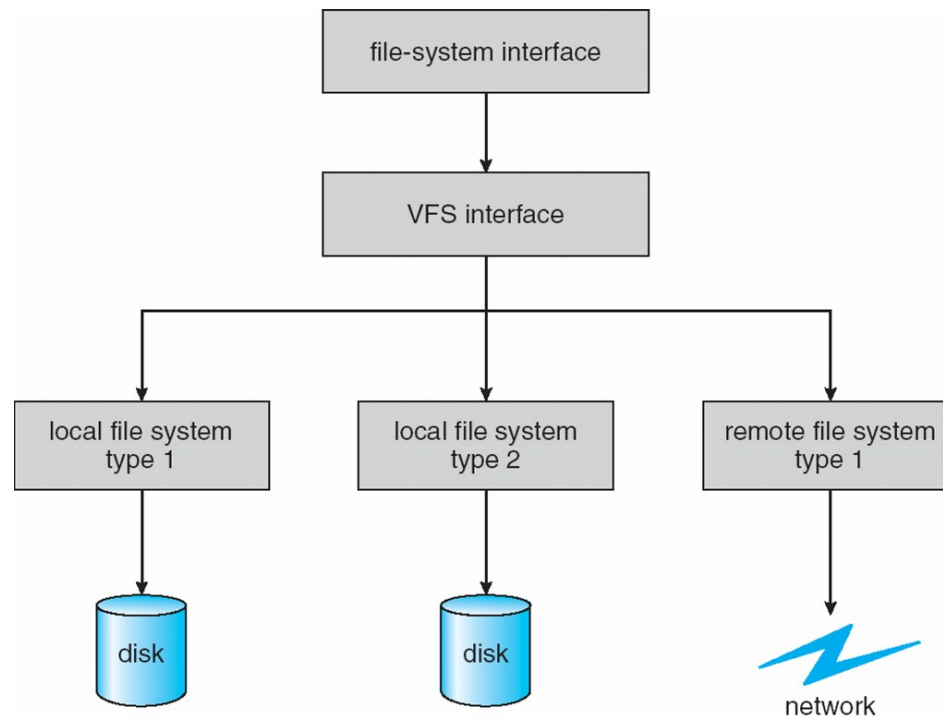 file-system interface
VFS interface
local file system
type 1
local file system
type 2
remote file system
type 1
disk
disk
network